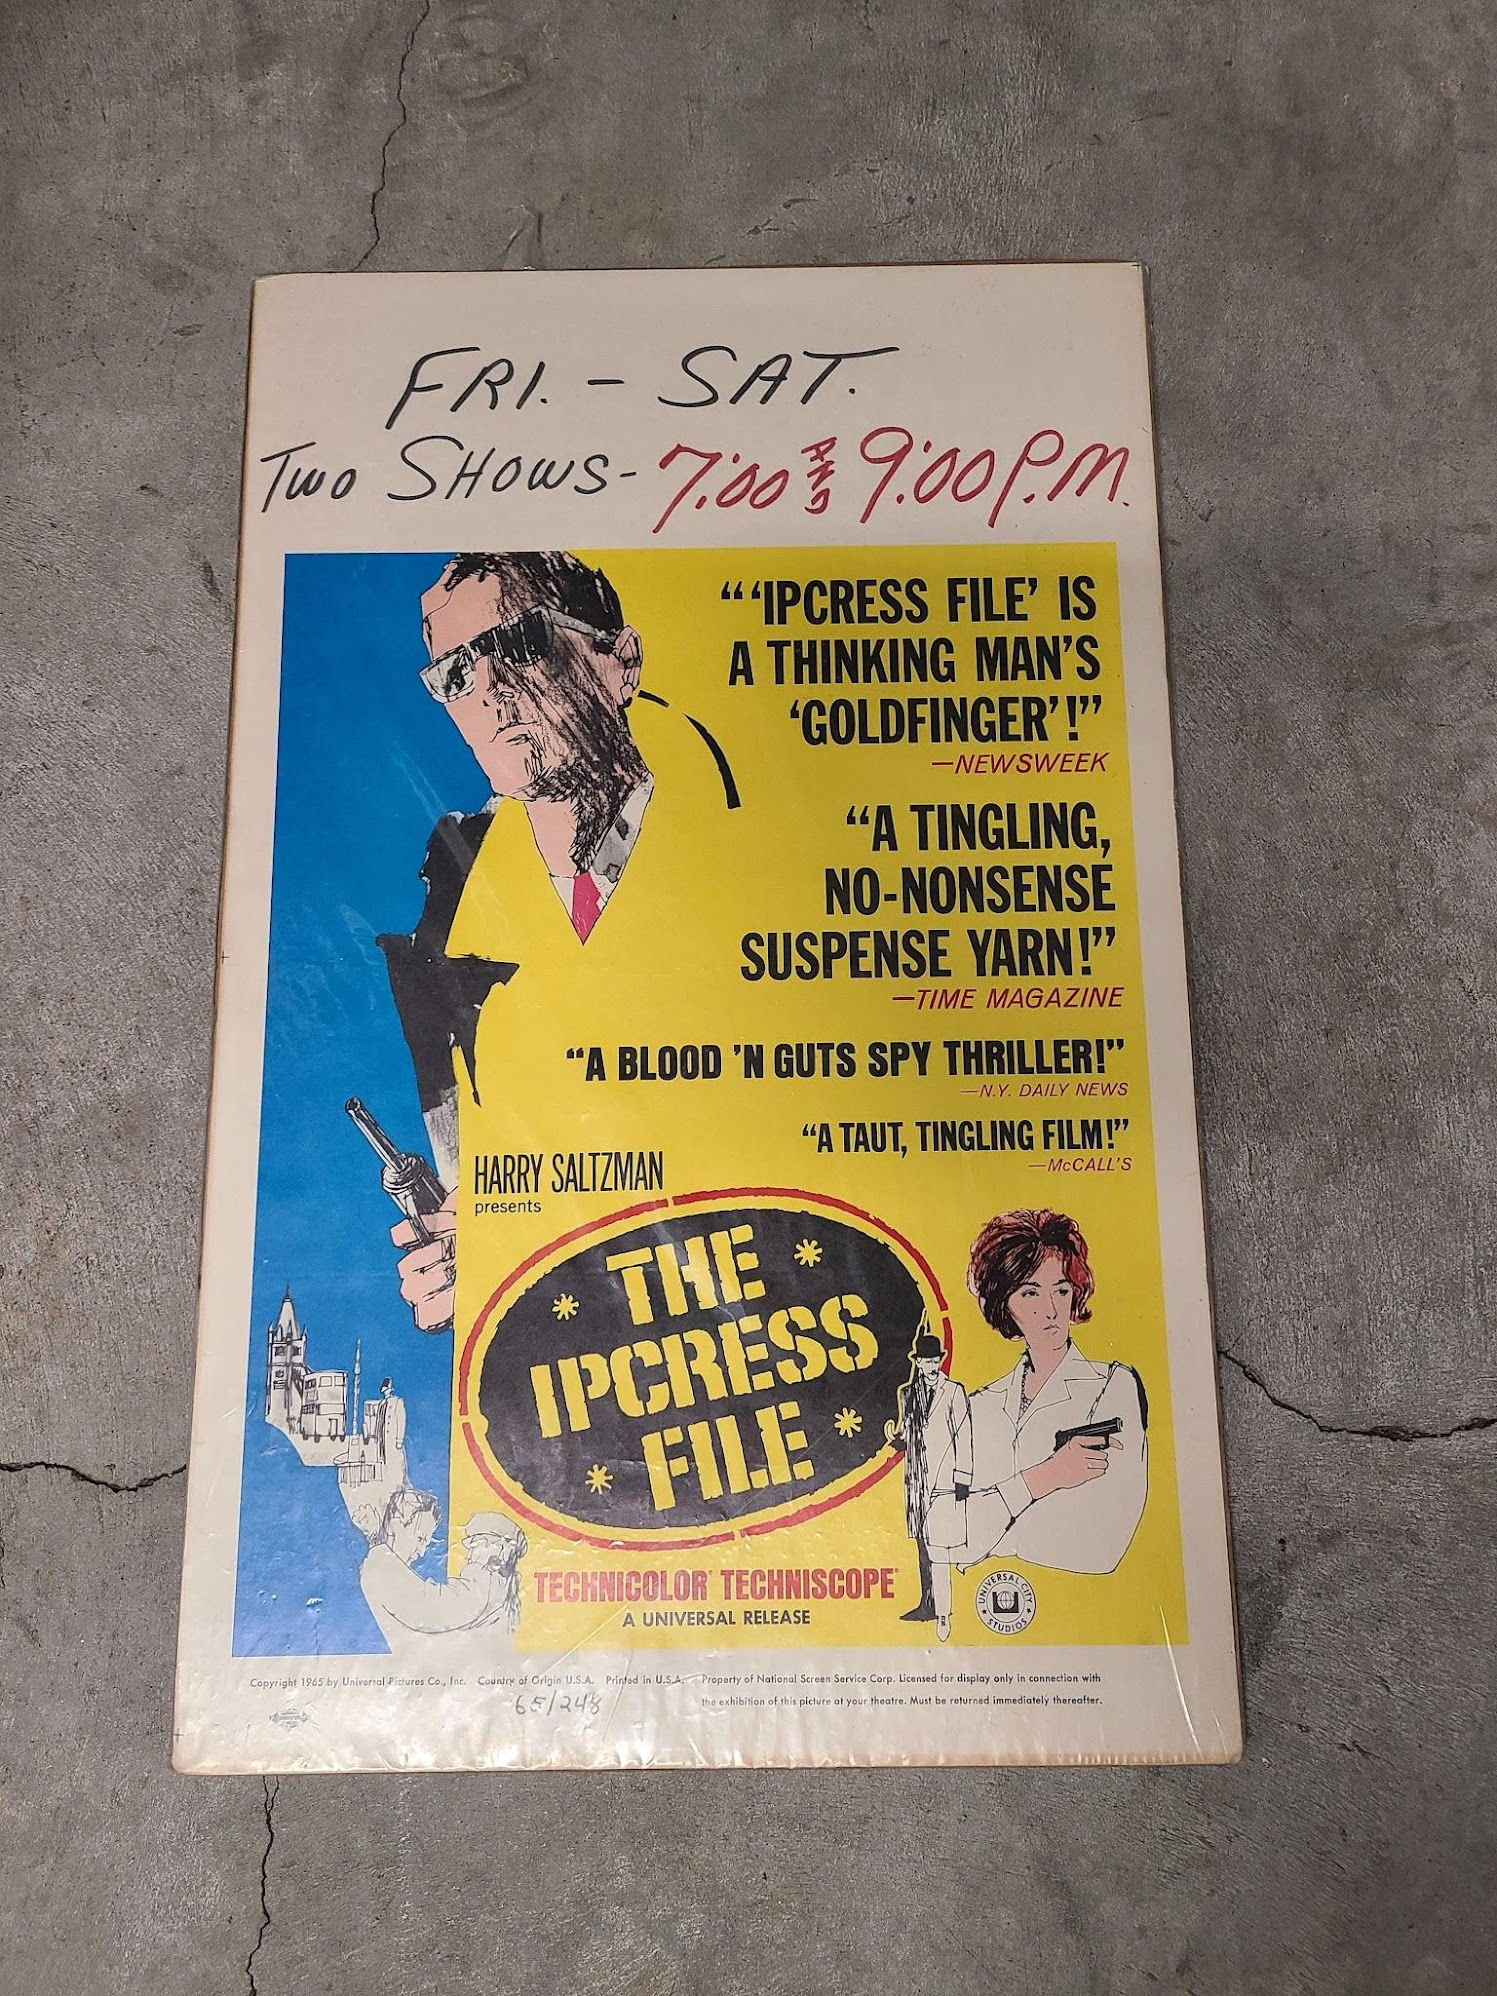 FRI. - SAT.
TWO SHOWS - 7:00 AND 9:00 P.M.
“‘IPCRESS FILE’ IS
A THINKING MAN’S
‘GOLDFINGER’!”
—NEWSWEEK
“A TINGLING,
NO-NONSENSE
SUSPENSE YARN!”
—TIME MAGAZINE
“A BLOOD ’N GUTS SPY THRILLER!”
—N.Y. DAILY NEWS
“A TAUT, TINGLING FILM!”
—McCALL’S
HARRY SALTZMAN
presents
THE
IPCRESS
FILE
TECHNICOLOR® TECHNISCOPE®
A UNIVERSAL RELEASE
UNIVERSAL CITY STUDIOS
Copyright 1965 by Universal Pictures Co., Inc. Country of Origin U.S.A. Printed in U.S.A. Property of National Screen Service Corp. Licensed for display only in connection with
the exhibition of this picture at your theatre. Must be returned immediately thereafter.
65/248